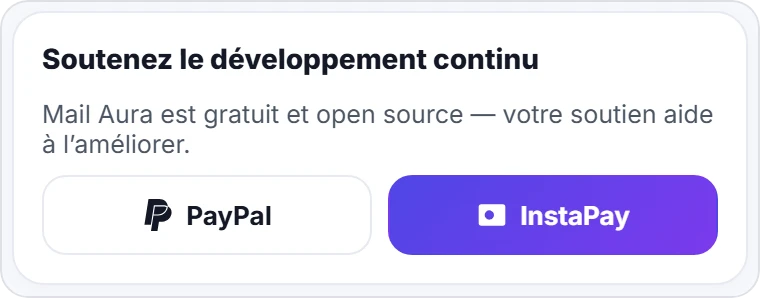 Soutenez le développement continu
Mail Aura est gratuit et open source — votre soutien aide
à l’améliorer.
PayPal
InstaPay